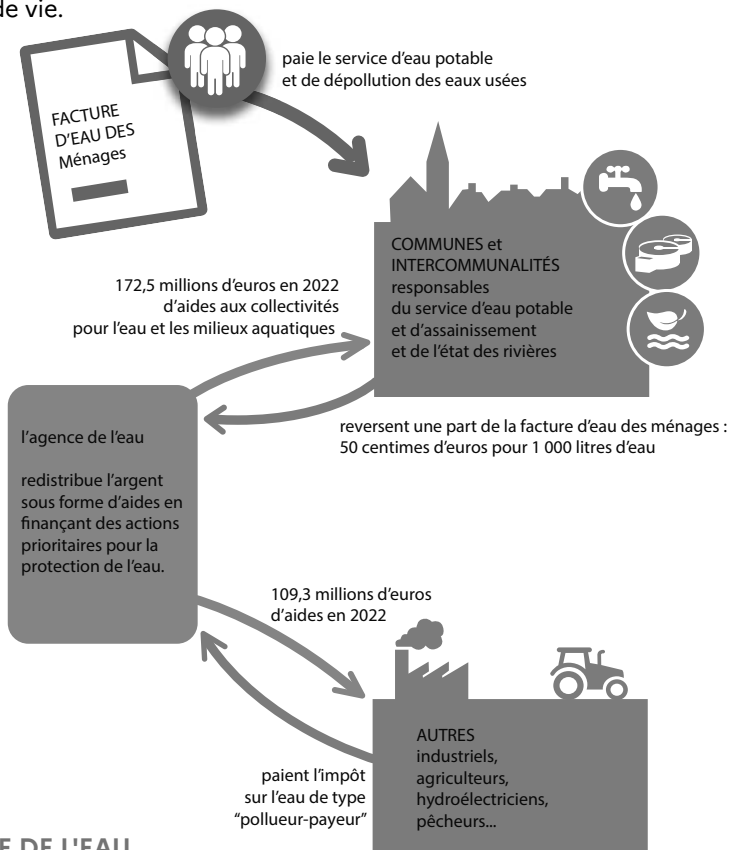 de vie.
paie le service d'eau potable
et de dépollution des eaux usées
FACTURE
D'EAU DES
Ménages
COMMUNES et
INTERCOMMUNALITÉS
responsables
du service d'eau potable
et d'assainissement
et de l'état des rivières
172,5 millions d'euros en 2022
d'aides aux collectivités
pour l'eau et les milieux aquatiques
reversent une part de la facture d'eau des ménages :
50 centimes d'euros pour 1 000 litres d'eau
l'agence de l'eau
redistribue l'argent
sous forme d'aides en
finançant des actions
prioritaires pour la
protection de l'eau.
109,3 millions d'euros
d'aides en 2022
AUTRES
industriels,
agriculteurs,
hydroélectriciens,
pêcheurs...
paient l'impôt
sur l'eau de type
"pollueur-payeur"
E DE L'EAU